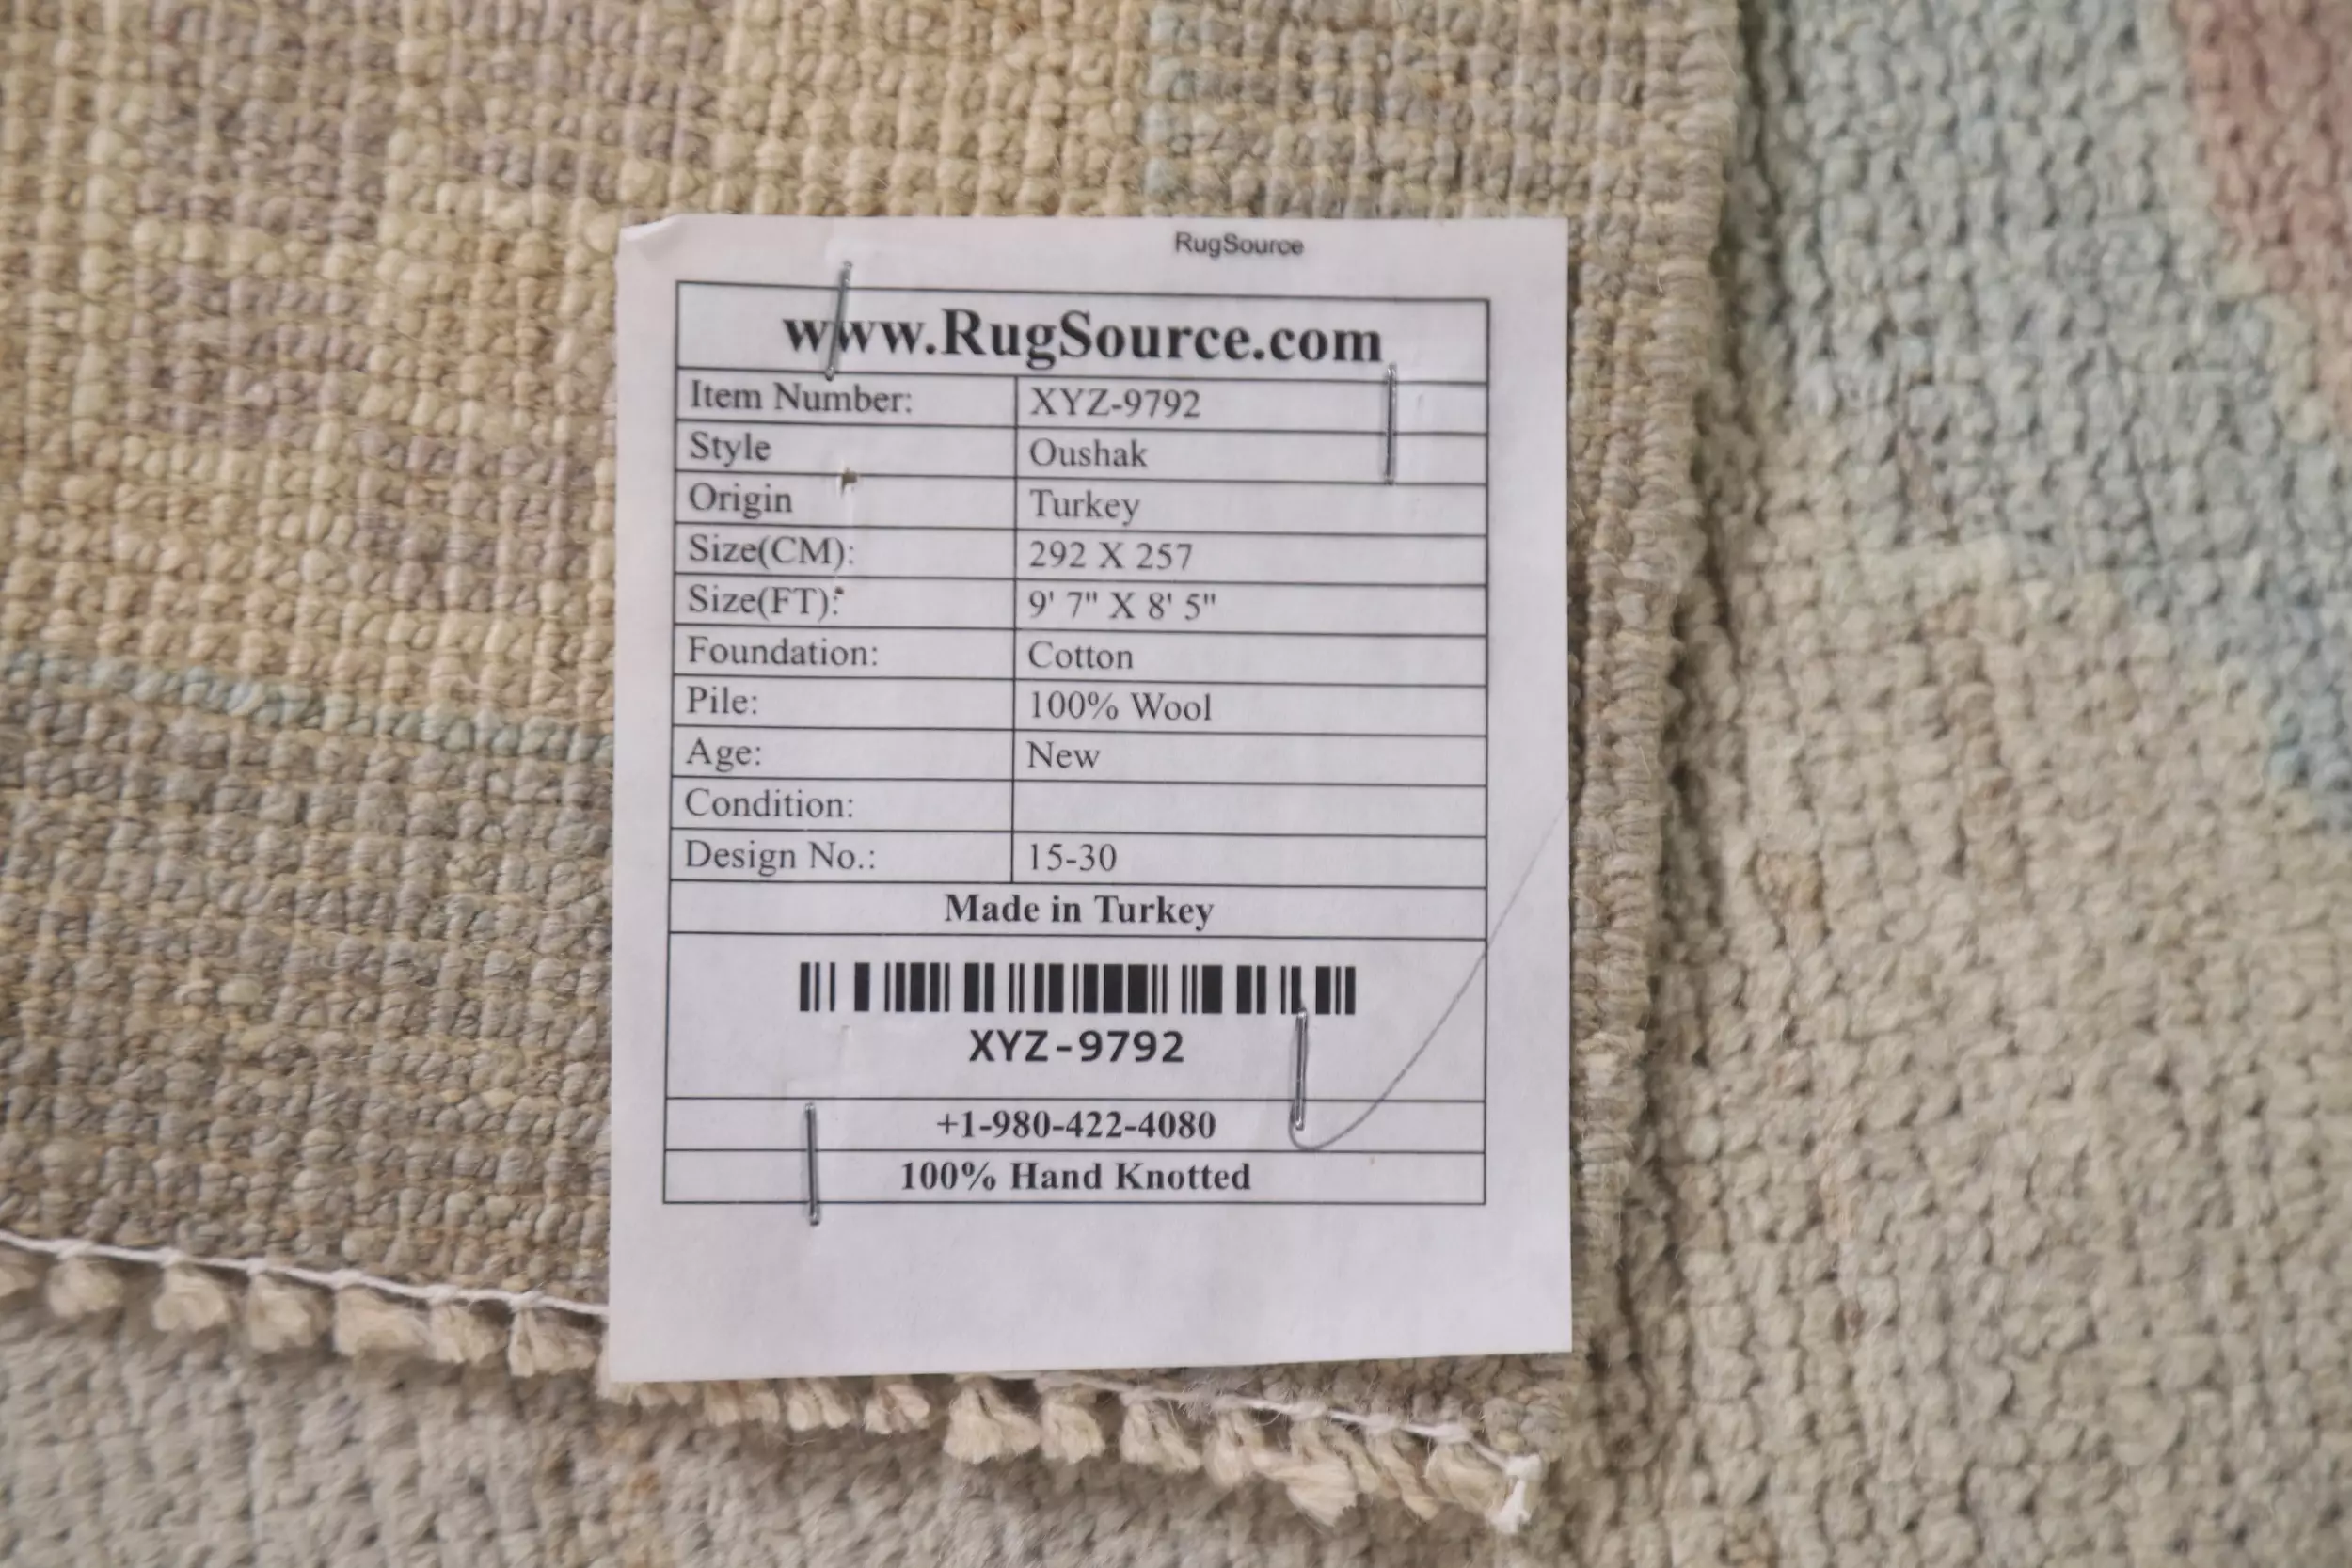 RugSource
www.RugSource.com
Item Number: XYZ-9792
Style Oushak
Origin Turkey
Size(CM): 292 X 257
Size(FT): 9' 7" X 8' 5"
Foundation: Cotton
Pile: 100% Wool
Age: New
Condition:
Design No.: 15-30
Made in Turkey
XYZ-9792
+1-980-422-4080
100% Hand Knotted